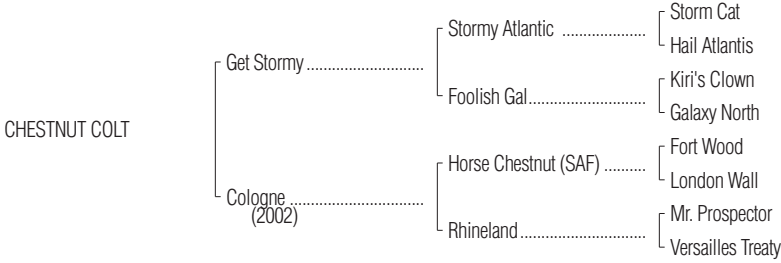 Storm Cat
Stormy Atlantic ....................
Hail Atlantis
Get Stormy ............................
Kiri's Clown
Foolish Gal............................
Galaxy North
CHESTNUT COLT
Fort Wood
Horse Chestnut (SAF) ..........
London Wall
Cologne ................................
(2002)
Mr. Prospector
Rhineland..............................
Versailles Treaty